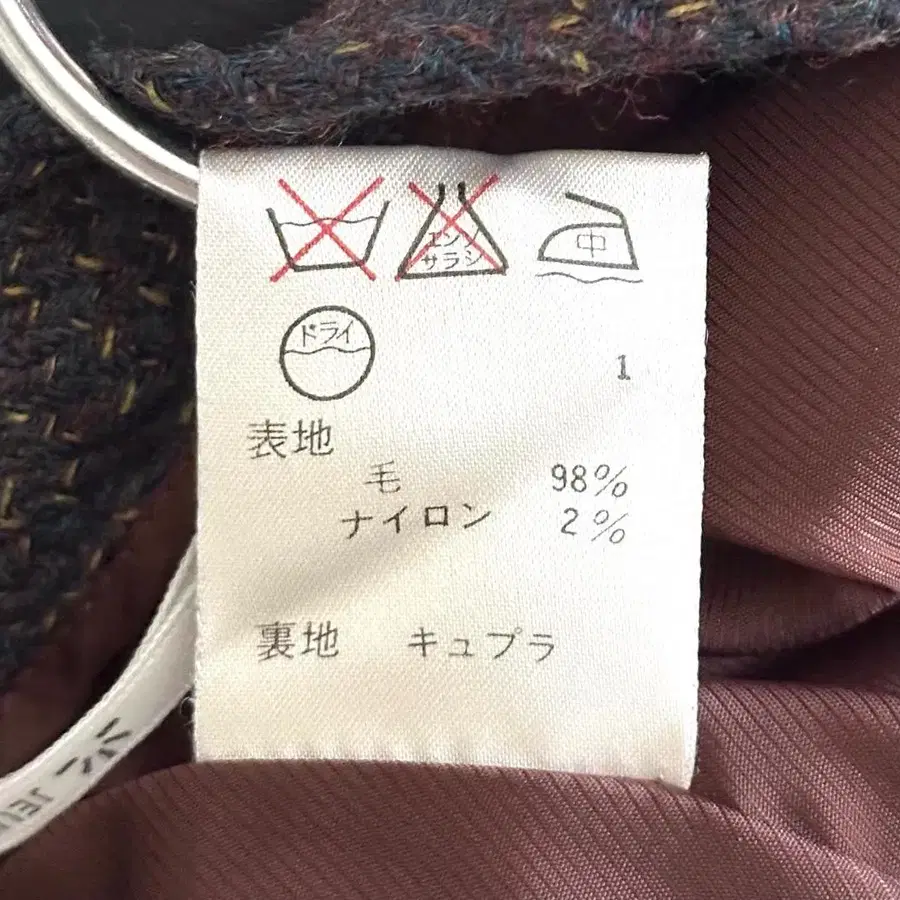 エンソ
サラシ
中
ドライ
1
表地
毛 98%
ナイロン 2%
裏地 キュプラ